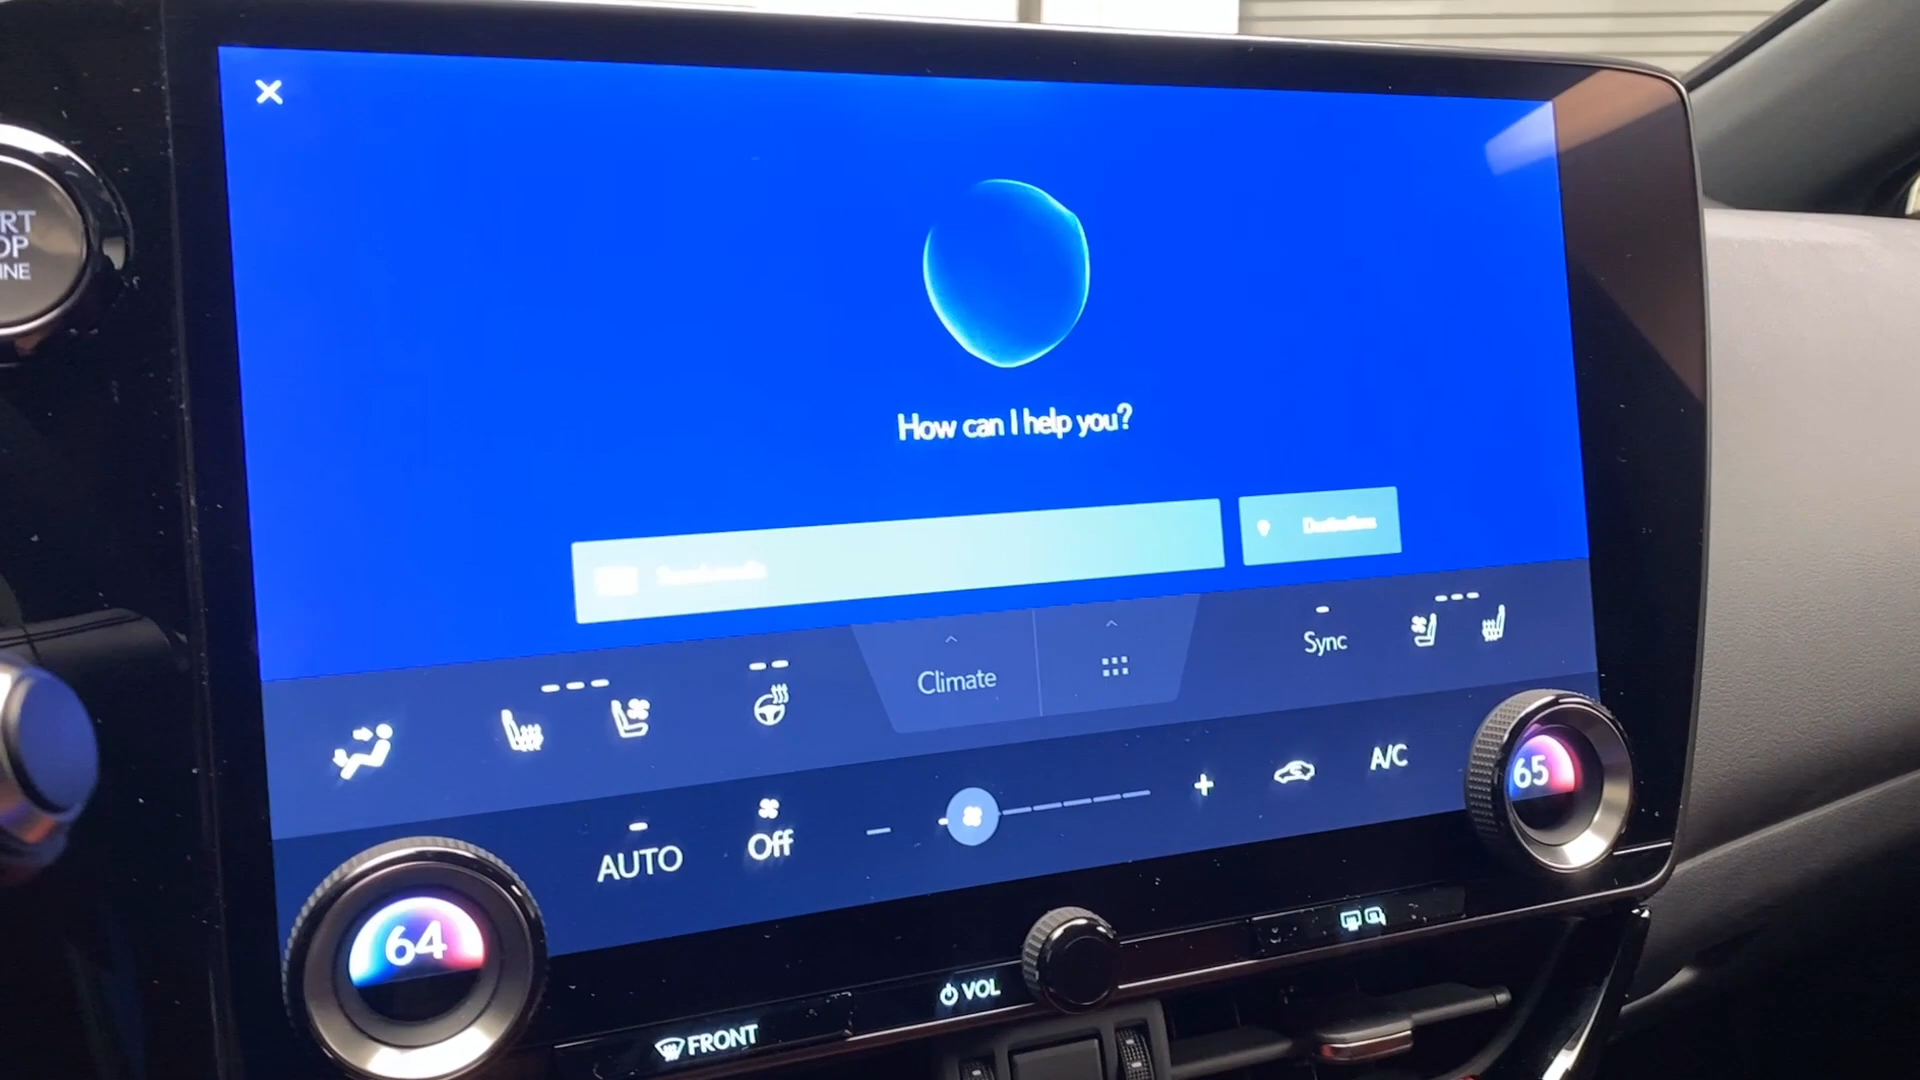 RT
OP
INE
How can I help you?
Climate
Sync
AUTO
Off
A/C
64
65
VOL
FRONT